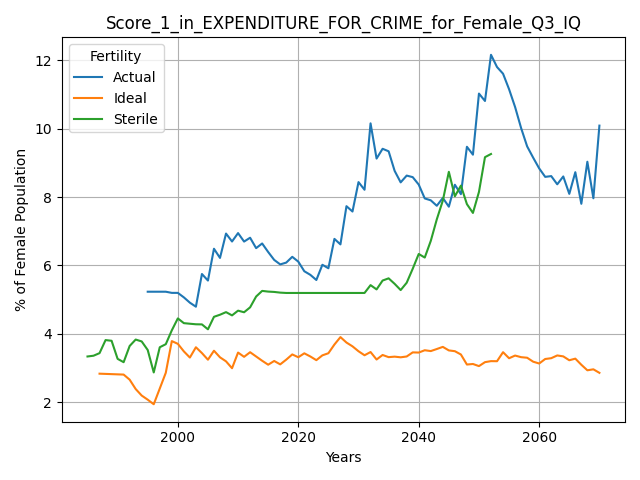 Score_1_in_EXPENDITURE_FOR_CRIME_for_Female_Q3_IQ
Fertility
Actual
Ideal
Sterile
% of Female Population
12
10
8
6
4
2
2000 2020 2040 2060
Years